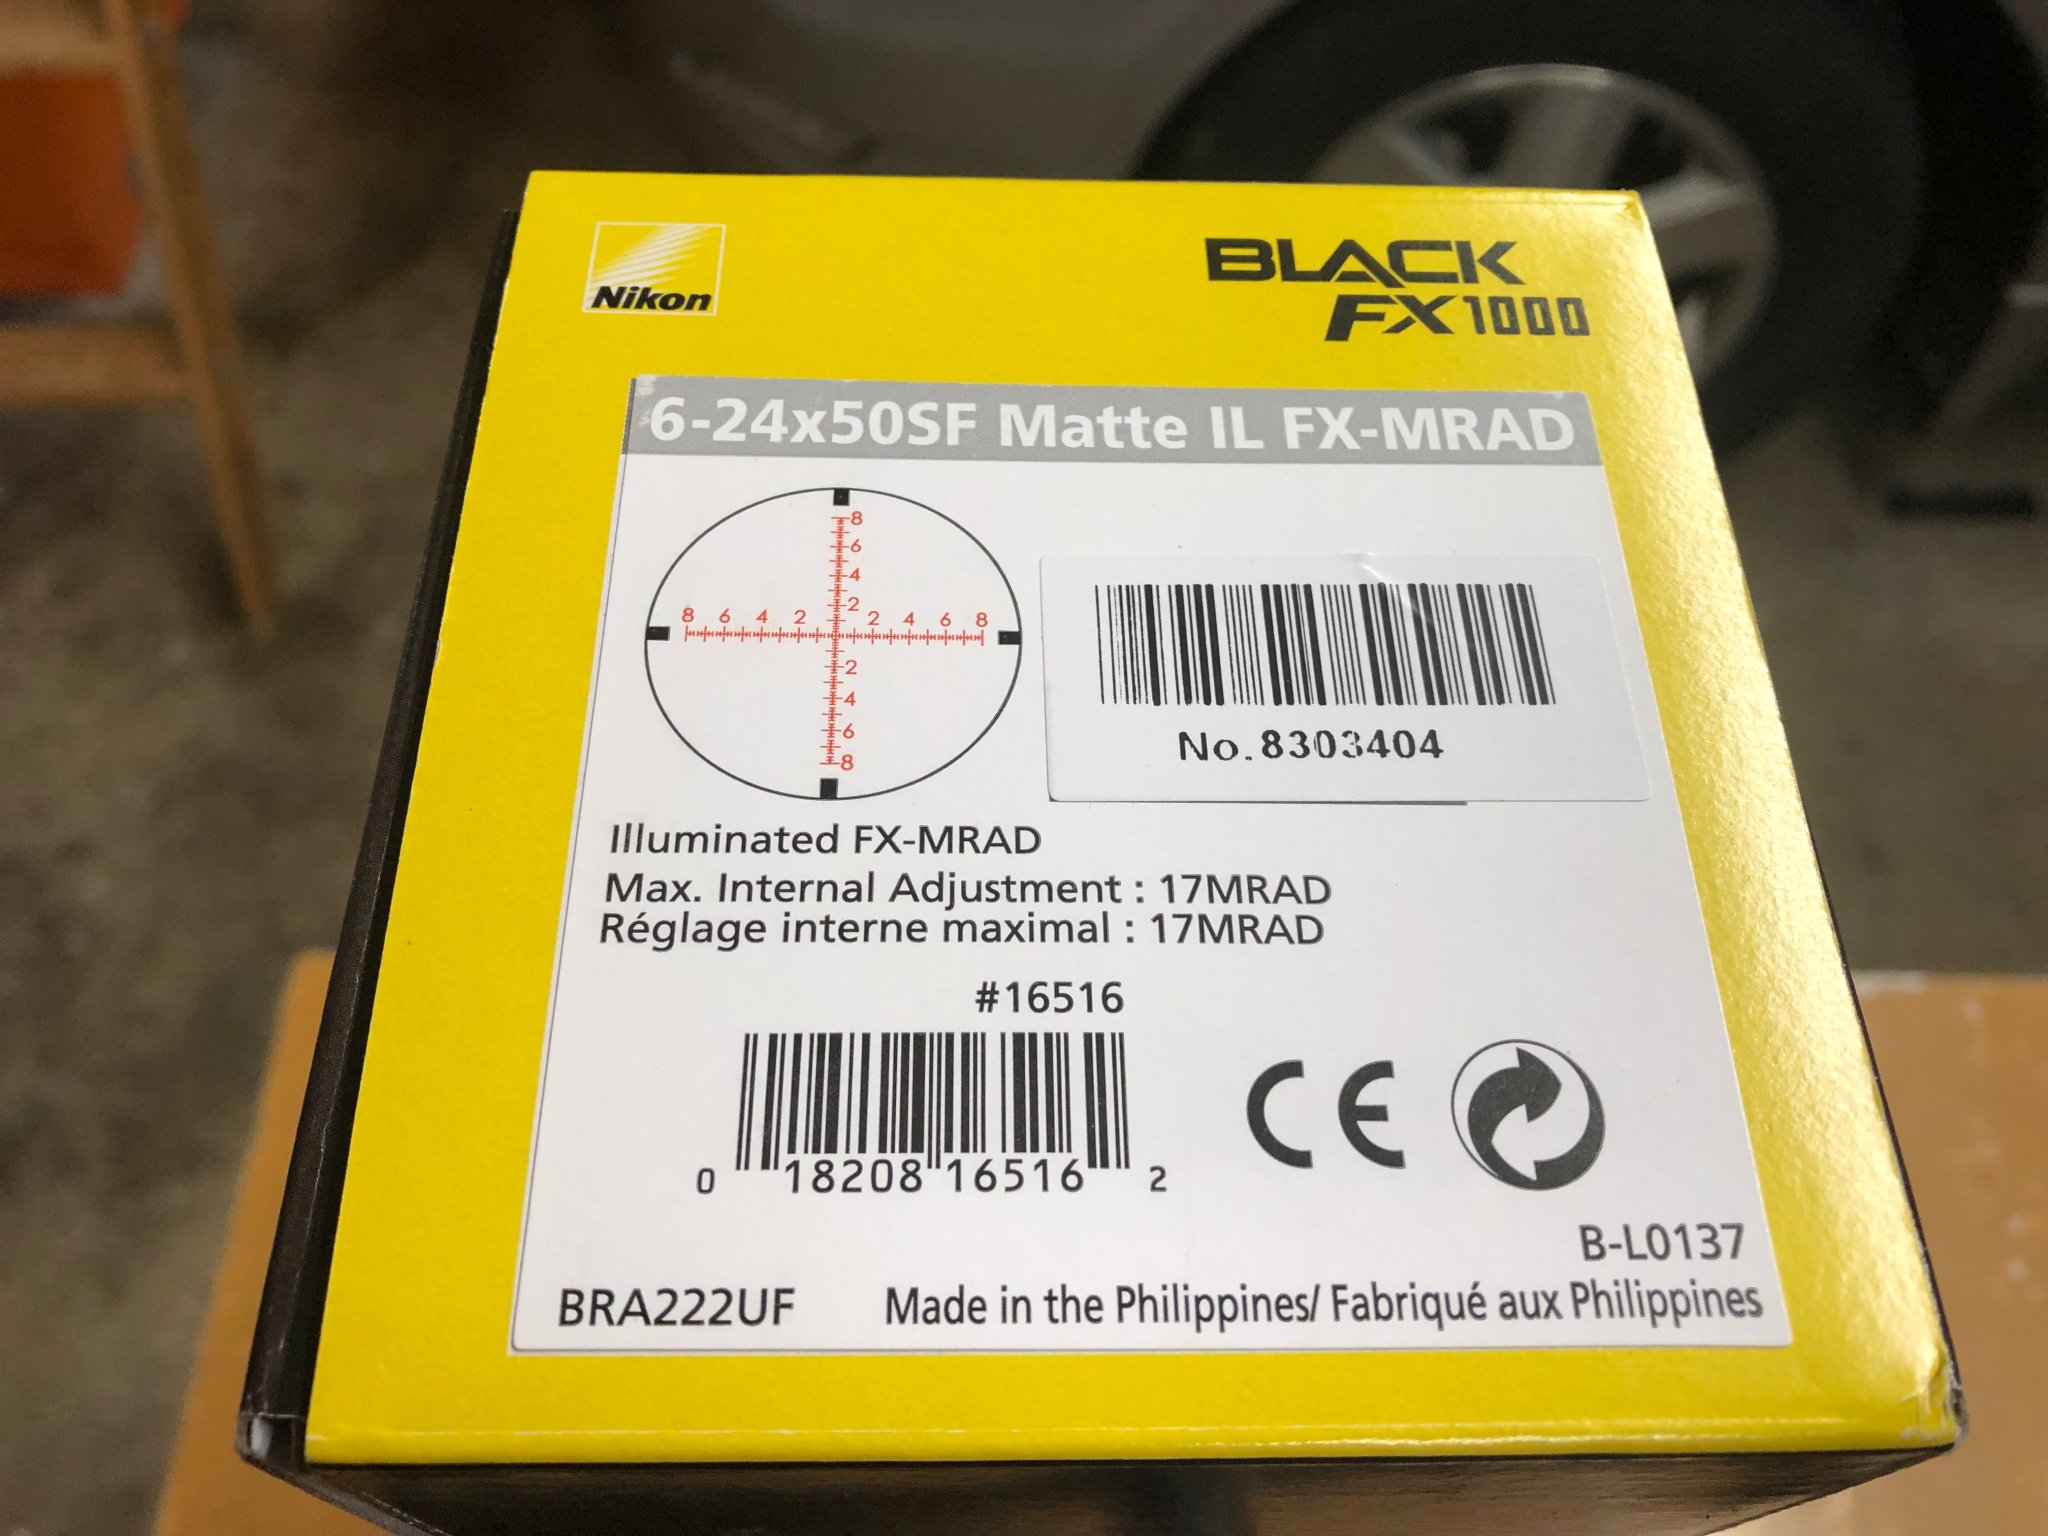 Nikon
BLACK
FX1000
6-24x50SF Matte IL FX-MRAD
8
6
4
2
8 6 4 2 2 4 6 8
2
4
6
8
No.8303404
Illuminated FX-MRAD
Max. Internal Adjustment : 17MRAD
Réglage interne maximal : 17MRAD
#16516
0 18208 16516 2
CE
B-L0137
BRA222UF Made in the Philippines/ Fabriqué aux Philippines